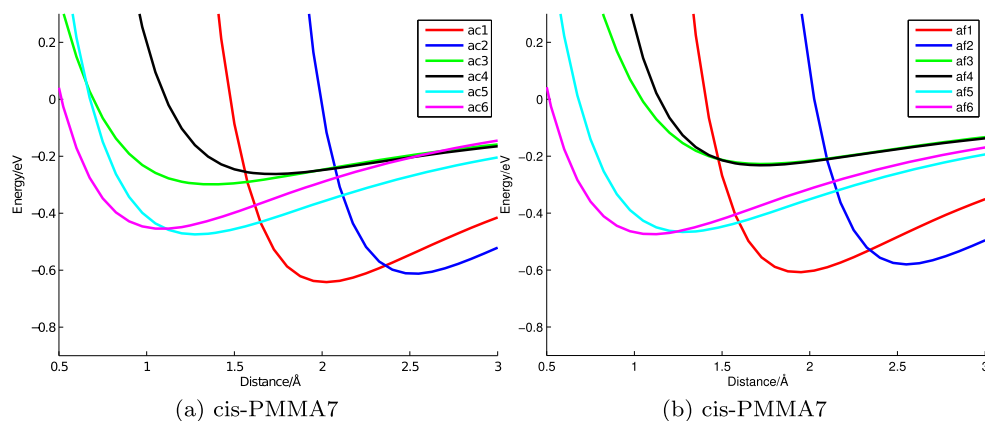 0.2
0
−0.2
−0.4
−0.6
−0.8
Energy/eV
0.5
1
1.5
2
2.5
3
Distance/Å
ac1
ac2
ac3
ac4
ac5
ac6
(a) cis-PMMA7
0.2
0
−0.2
−0.4
−0.6
−0.8
Energy/eV
0.5
1
1.5
2
2.5
3
Distance/Å
af1
af2
af3
af4
af5
af6
(b) cis-PMMA7